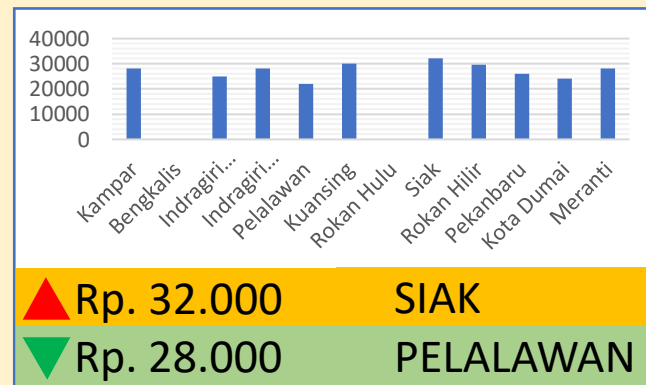 40000
30000
20000
10000
0
Kampar
Bengkalis
Indragiri...
Indragiri...
Pelalawan
Kuansing
Rokan Hulu
Siak
Rokan Hilir
Pekanbaru
Kota Dumai
Meranti
Rp. 32.000 SIAK
Rp. 28.000 PELALAWAN